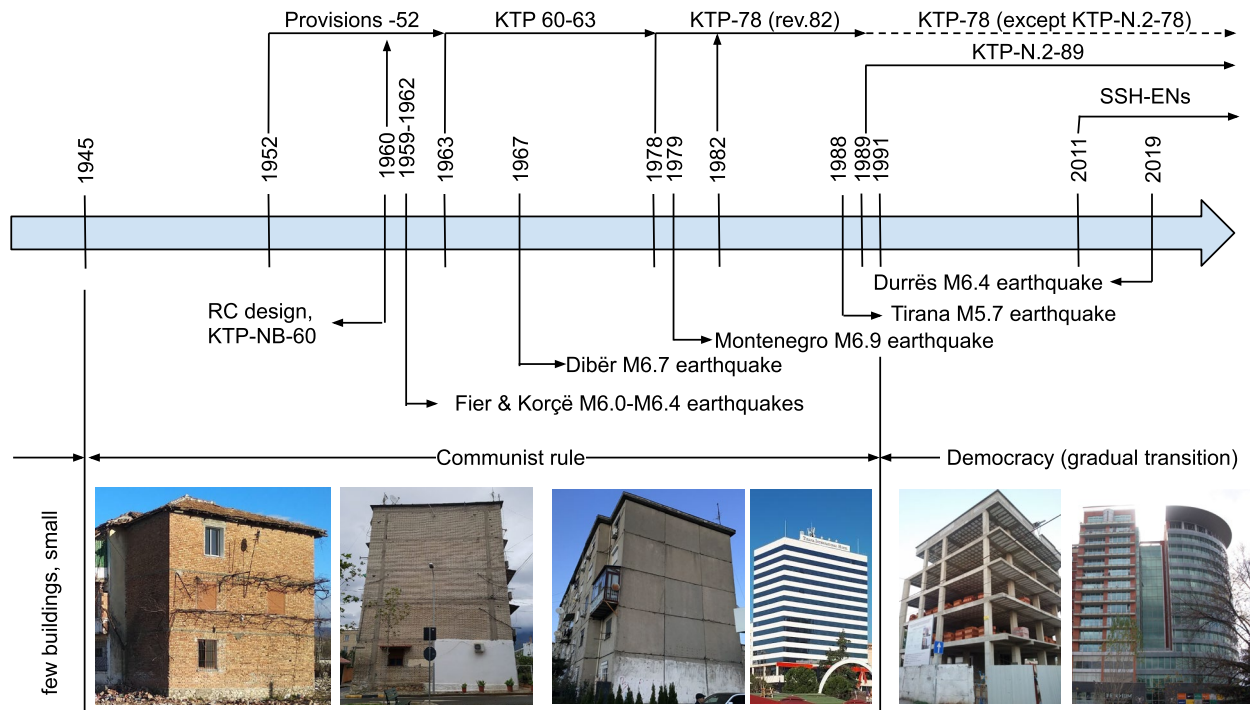 Provisions -52
KTP 60-63
KTP-78 (rev.82)
KTP-78 (except KTP-N.2-78)
KTP-N.2-89
SSH-ENs
1945
1952
1960
1959-1962
1963
1967
1978
1979
1982
1988
1989
1991
2011
2019
Durrës M6.4 earthquake
RC design,
KTP-NB-60
Tirana M5.7 earthquake
Montenegro M6.9 earthquake
Dibër M6.7 earthquake
Fier & Korçë M6.0-M6.4 earthquakes
Communist rule
Democracy (gradual transition)
few buildings, small